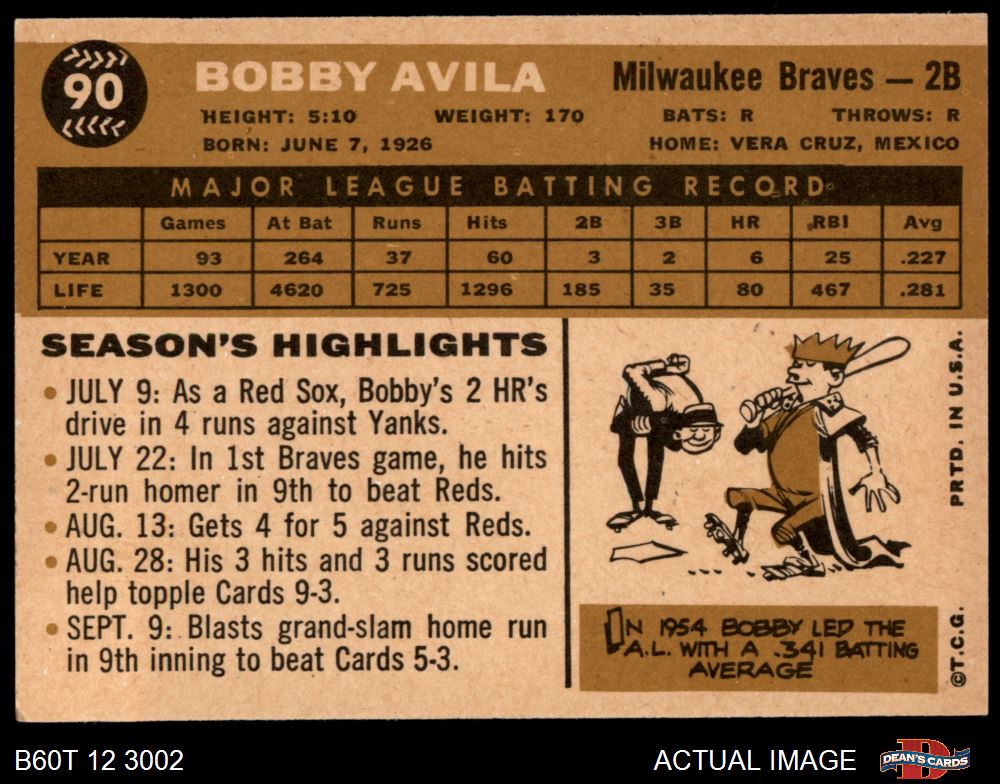 90
BOBBY AVILA
Milwaukee Braves — 2B
HEIGHT: 5:10 WEIGHT: 170 BATS: R THROWS: R
BORN: JUNE 7, 1926 HOME: VERA CRUZ, MEXICO
MAJOR LEAGUE BATTING RECORD
Games At Bat Runs Hits 2B 3B HR RBI Avg
YEAR 93 264 37 60 3 2 6 25 .227
LIFE 1300 4620 725 1296 185 35 80 467 .281
SEASON'S HIGHLIGHTS
• JULY 9: As a Red Sox, Bobby's 2 HR's
drive in 4 runs against Yanks.
• JULY 22: In 1st Braves game, he hits
2-run homer in 9th to beat Reds.
• AUG. 13: Gets 4 for 5 against Reds.
• AUG. 28: His 3 hits and 3 runs scored
help topple Cards 9-3.
• SEPT. 9: Blasts grand-slam home run
in 9th inning to beat Cards 5-3.
IN 1954 BOBBY LED THE
A.L. WITH A .341 BATTING
AVERAGE
©T.C.G. PRTD. IN U.S.A.
B60T 12 3002
ACTUAL IMAGE
D
DEAN'S CARDS